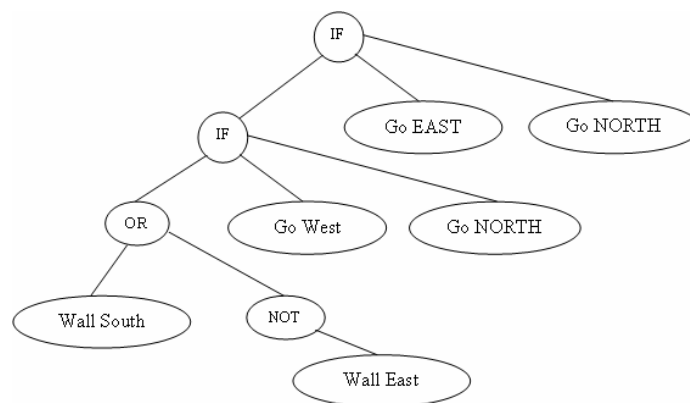 IF
IF
Go EAST
Go NORTH
OR
Go West
Go NORTH
Wall South
NOT
Wall East